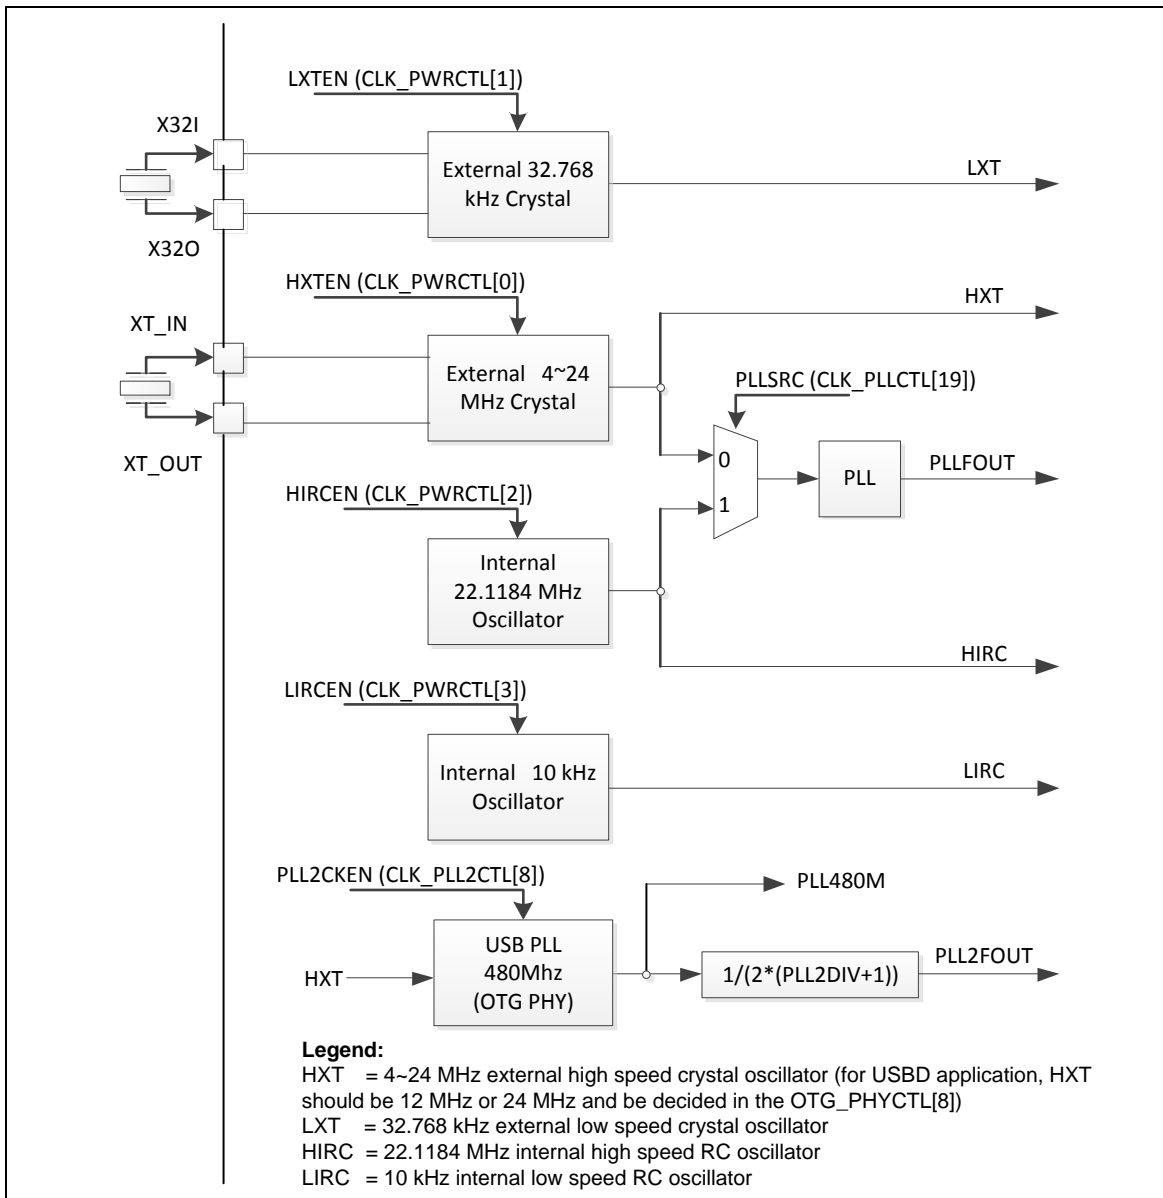 LXTEN (CLK_PWRCTL[1])
X32I
External 32.768
kHz Crystal
LXT
X32O
HXTEN (CLK_PWRCTL[0])
HXT
XT_IN
External 4~24
MHz Crystal
PLLSRC (CLK_PLLCTL[19])
XT_OUT
0
PLL
PLLFOUT
1
HIRCEN (CLK_PWRCTL[2])
Internal
22.1184 MHz
Oscillator
HIRC
LIRCEN (CLK_PWRCTL[3])
Internal 10 kHz
Oscillator
LIRC
PLL2CKEN (CLK_PLL2CTL[8])
PLL480M
HXT
USB PLL
480Mhz
(OTG PHY)
1/(2*(PLL2DIV+1))
PLL2FOUT
Legend:
HXT = 4~24 MHz external high speed crystal oscillator (for USBD application, HXT
should be 12 MHz or 24 MHz and be decided in the OTG_PHYCTL[8])
LXT = 32.768 kHz external low speed crystal oscillator
HIRC = 22.1184 MHz internal high speed RC oscillator
LIRC = 10 kHz internal low speed RC oscillator